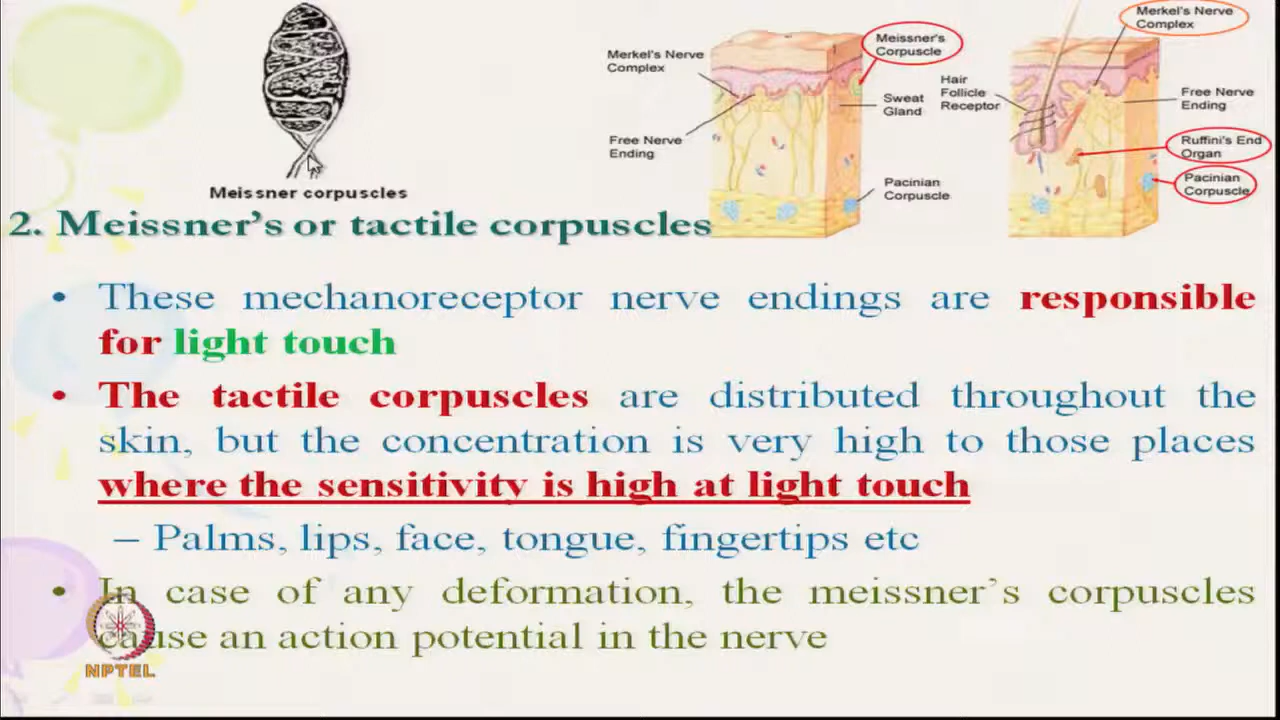 Meissner corpuscles
Merkel's Nerve
Complex
Free Nerve
Ending
Meissner's
Corpuscle
Sweat
Gland
Pacinian
Corpuscle
Hair
Follicle
Receptor
Merkel's Nerve
Complex
Free Nerve
Ending
Ruffini's End
Organ
Pacinian
Corpuscle
2. Meissner's or tactile corpuscles
• These mechanoreceptor nerve endings are responsible
for light touch
• The tactile corpuscles are distributed throughout the
skin, but the concentration is very high to those places
where the sensitivity is high at light touch
– Palms, lips, face, tongue, fingertips etc
• In case of any deformation, the meissner's corpuscles
cause an action potential in the nerve
NPTEL